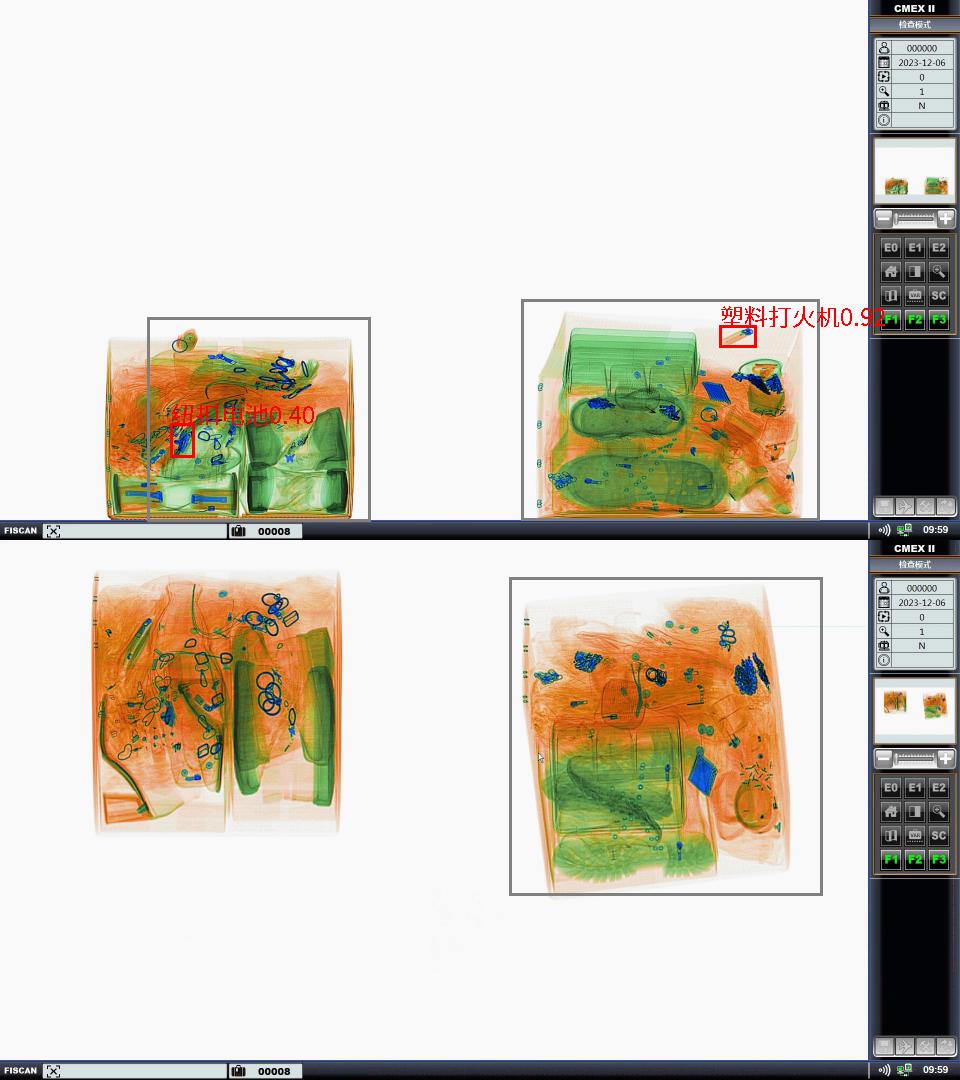 CMEX II
检查模式
000000
2023-12-06
0
1
N
E0 E1 E2
SC
F1 F2 F3
塑料打火机0.92
纽扣电池0.40
FISCAN
00008
09:59
CMEX II
检查模式
000000
2023-12-06
0
1
N
E0 E1 E2
SC
F1 F2 F3
FISCAN
00008
09:59